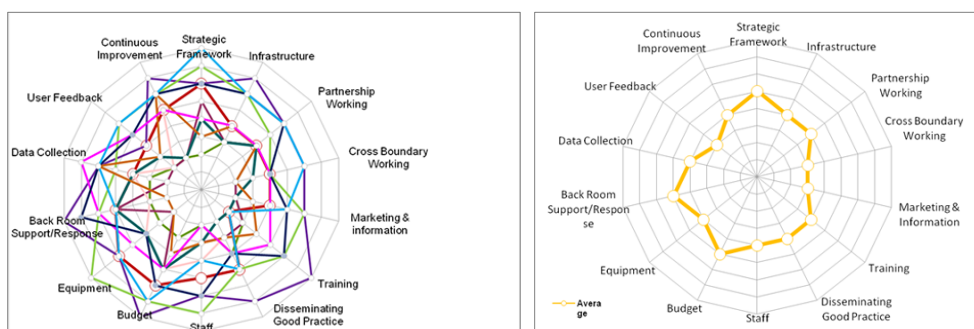 Strategic
Framework
Infrastructure
Partnership
Working
Cross Boundary
Working
Marketing &
information
Training
Disseminating
Good Practice
Staff
Budget
Equipment
Back Room
Support/Response
Data Collection
User Feedback
Continuous
Improvement
Strategic
Framework
Infrastructure
Partnership
Working
Cross Boundary
Working
Marketing &
Information
Training
Disseminating
Good Practice
Staff
Budget
Equipment
Back Room
Support/Respon
se
Data Collection
User Feedback
Continuous
Improvement
Avera
ge